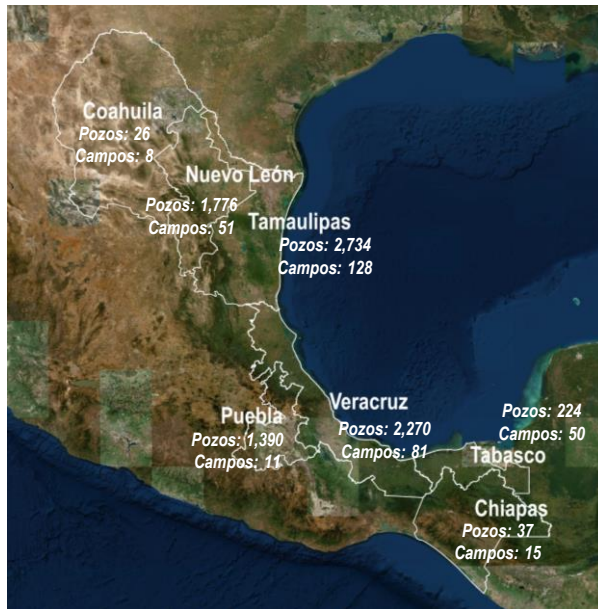 Coahuila
Pozos: 26
Campos: 8
Nuevo León
Pozos: 1,776
Campos: 51
Tamaulipas
Pozos: 2,734
Campos: 128
Puebla
Pozos: 1,390
Campos: 11
Veracruz
Pozos: 2,270
Campos: 81
Pozos: 224
Campos: 50
Tabasco
Chiapas
Pozos: 37
Campos: 15